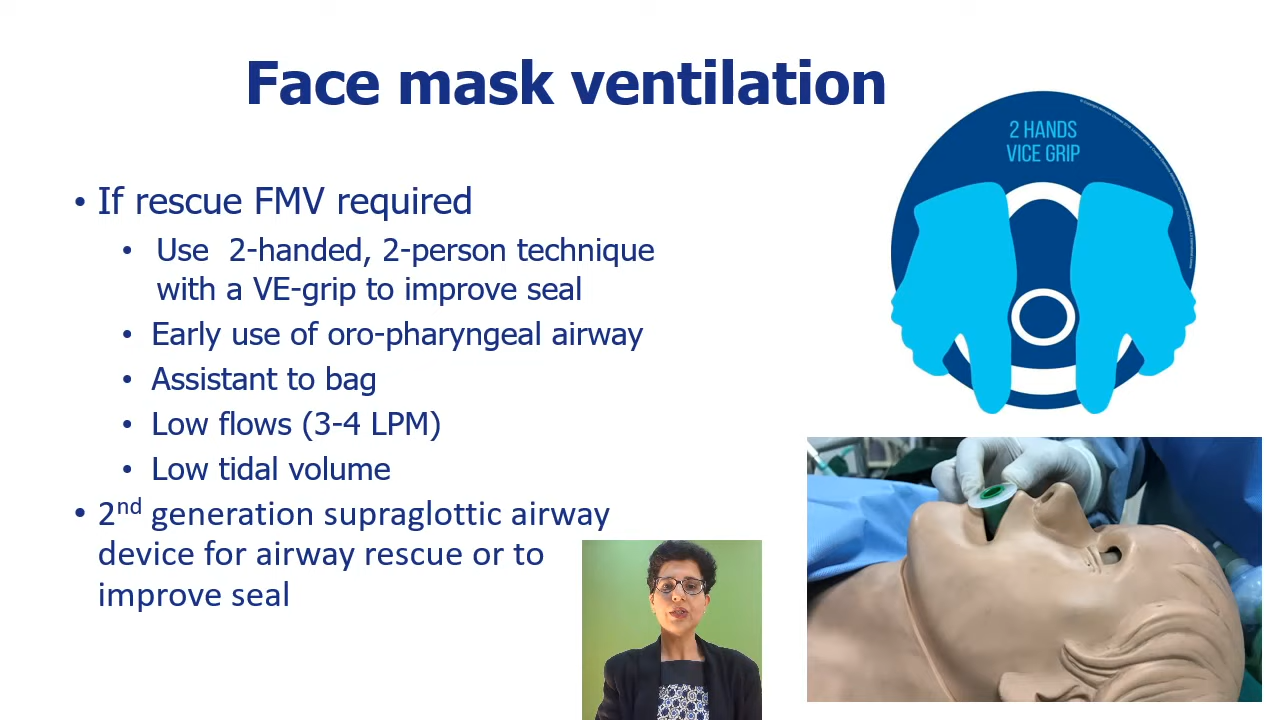 Face mask ventilation
2 HANDS
VICE GRIP
• If rescue FMV required
• Use 2-handed, 2-person technique
with a VE-grip to improve seal
• Early use of oro-pharyngeal airway
• Assistant to bag
• Low flows (3-4 LPM)
• Low tidal volume
• 2nd generation supraglottic airway
device for airway rescue or to
improve seal